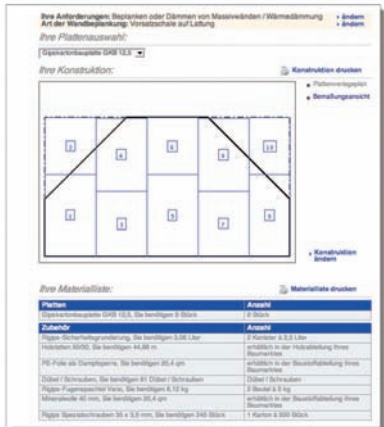 Ihre Anforderungen: Beplanken oder Dämmen von Massivwänden / Wärmedämmung
› ändern
Art der Wandbeplankung: Vorsatzschale auf Lattung
› ändern
Ihre Plattenauswahl:
Gipskartonbauplatte GKB 12,5
Ihre Konstruktion:
Konstruktion drucken
Plattenverlegeplan
Bemaßungsansicht
2 4 6 8 10
1 3 5 7 9
› Konstruktion
ändern
Ihre Materialliste:
Materialliste drucken
Platten Anzahl
Gipskartonbauplatte GKB 12,5, Sie benötigen 8 Stück
8 Stück
Zubehör Anzahl
Rigips-Sicherheitsgrundierung, Sie benötigen 3,06 Liter
2 Kanister à 2,5 Liter
Holzlatten 50/30, Sie benötigen 44,88 m
erhältlich in der Holzabteilung Ihres
Baumarktes
PE-Folie als Dampfsperre, Sie benötigen 20,4 qm
erhältlich in der Baustoffabteilung Ihres
Baumarktes
Dübel / Schrauben, Sie benötigen 61 Dübel / Schrauben
Dübel / Schrauben
Rigips-Fugenspachtel Vario, Sie benötigen 6,12 kg
2 Beutel à 5 kg
Mineralwolle 40 mm, Sie benötigen 20,4 qm
erhältlich in der Baustoffabteilung Ihres
Baumarktes
Rigips Spezialschrauben 35 x 3,5 mm, Sie benötigen 245 Stück
1 Karton à 500 Stück